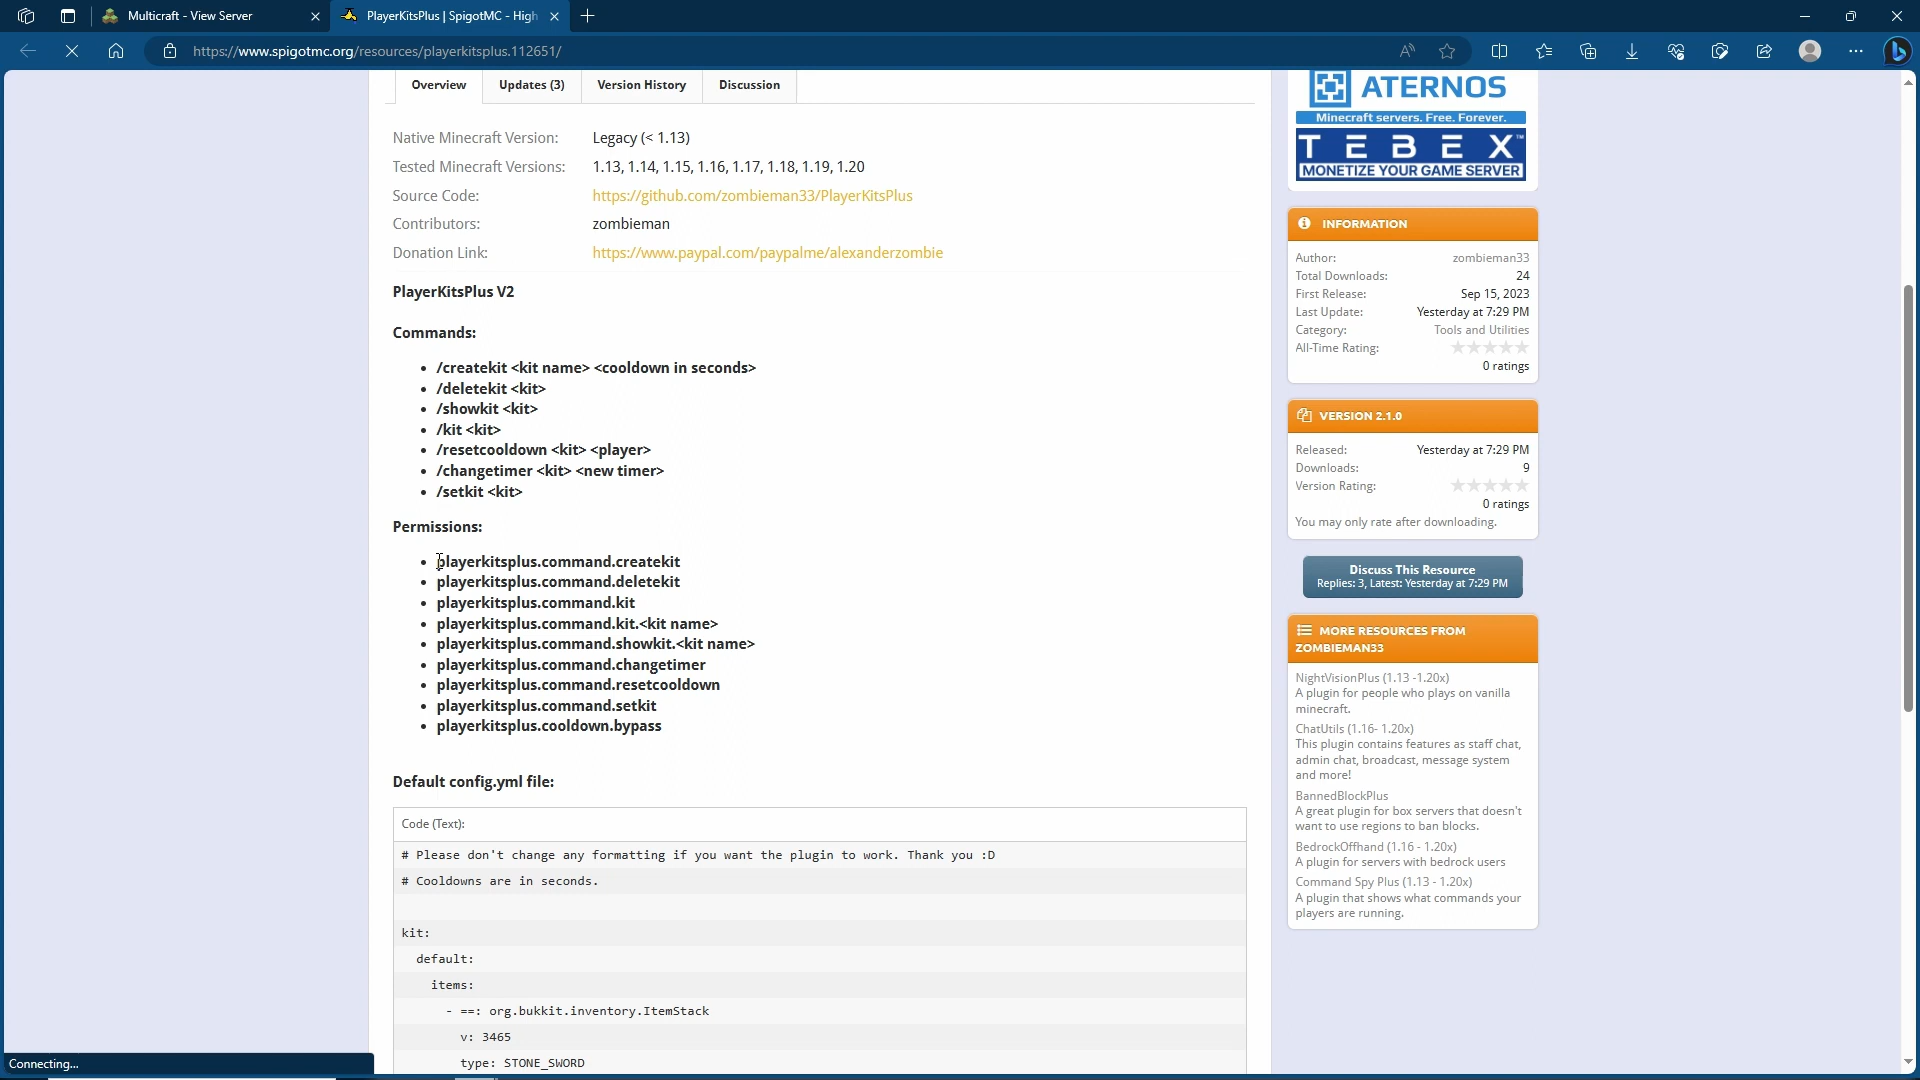 Multicraft - View Server
PlayerKitsPlus | SpigotMC - High
https://www.spigotmc.org/resources/playerkitsplus.112651/
Overview
Updates (3)
Version History
Discussion
Native Minecraft Version: Legacy (< 1.13)
Tested Minecraft Versions: 1.13, 1.14, 1.15, 1.16, 1.17, 1.18, 1.19, 1.20
Source Code: https://github.com/zombieman33/PlayerKitsPlus
Contributors: zombieman
Donation Link: https://www.paypal.com/paypalme/alexanderzombie
PlayerKitsPlus V2
Commands:
• /createkit <kit name> <cooldown in seconds>
• /deletekit <kit>
• /showkit <kit>
• /kit <kit>
• /resetcooldown <kit> <player>
• /changetimer <kit> <new timer>
• /setkit <kit>
Permissions:
• playerkitsplus.command.createkit
• playerkitsplus.command.deletekit
• playerkitsplus.command.kit
• playerkitsplus.command.kit.<kit name>
• playerkitsplus.command.showkit.<kit name>
• playerkitsplus.command.changetimer
• playerkitsplus.command.resetcooldown
• playerkitsplus.command.setkit
• playerkitsplus.cooldown.bypass
Default config.yml file:
Code (Text):
# Please don't change any formatting if you want the plugin to work. Thank you :D
# Cooldowns are in seconds.
kit:
default:
items:
- ==: org.bukkit.inventory.ItemStack
v: 3465
type: STONE_SWORD
ATERNOS
Minecraft servers. Free. Forever.
TEBEX™
MONETIZE YOUR GAME SERVER
INFORMATION
Author: zombieman33
Total Downloads: 24
First Release: Sep 15, 2023
Last Update: Yesterday at 7:29 PM
Category: Tools and Utilities
All-Time Rating:
0 ratings
VERSION 2.1.0
Released: Yesterday at 7:29 PM
Downloads: 9
Version Rating:
0 ratings
You may only rate after downloading.
Discuss This Resource
Replies: 3, Latest: Yesterday at 7:29 PM
MORE RESOURCES FROM
ZOMBIEMAN33
NightVisionPlus (1.13 -1.20x)
A plugin for people who plays on vanilla
minecraft.
ChatUtils (1.16- 1.20x)
This plugin contains features as staff chat,
admin chat, broadcast, message system
and more!
BannedBlockPlus
A great plugin for box servers that doesn't
want to use regions to ban blocks.
BedrockOffhand (1.16 - 1.20x)
A plugin for servers with bedrock users
Command Spy Plus (1.13 - 1.20x)
A plugin that shows what commands your
players are running.
Connecting...